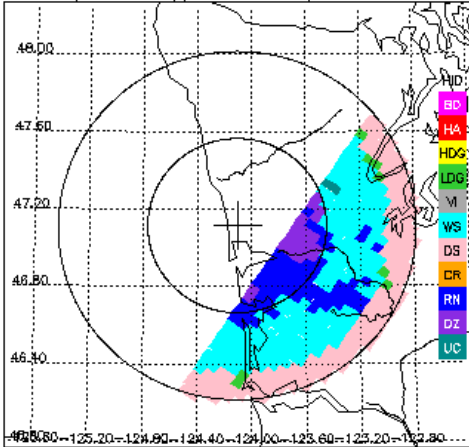 48.00
47.60
47.20
46.80
46.40
-125.20
-124.80
-124.40
-124.00
-123.60
-123.20
-122.80
HID
BD
HA
HDG
LDG
VI
WS
DS
CR
RN
DZ
UC